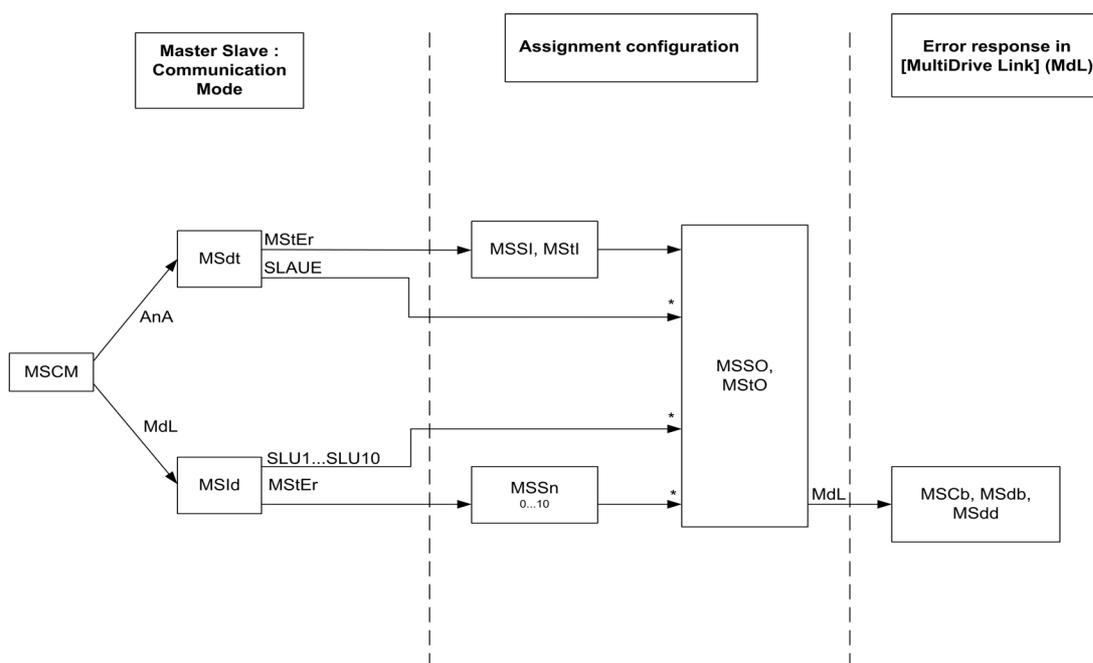 Master Slave :
Communication
Mode
Assignment configuration
Error response in
[MultiDrive Link] (MdL)
MStEr
MSdt
MSSI, MStI
SLAUE
*
AnA
MSCM
MSSO,
MStO
MdL
*
SLU1...SLU10
MSId
MStEr
MSSn
0...10
*
MdL
MSCb, MSdb,
MSdd